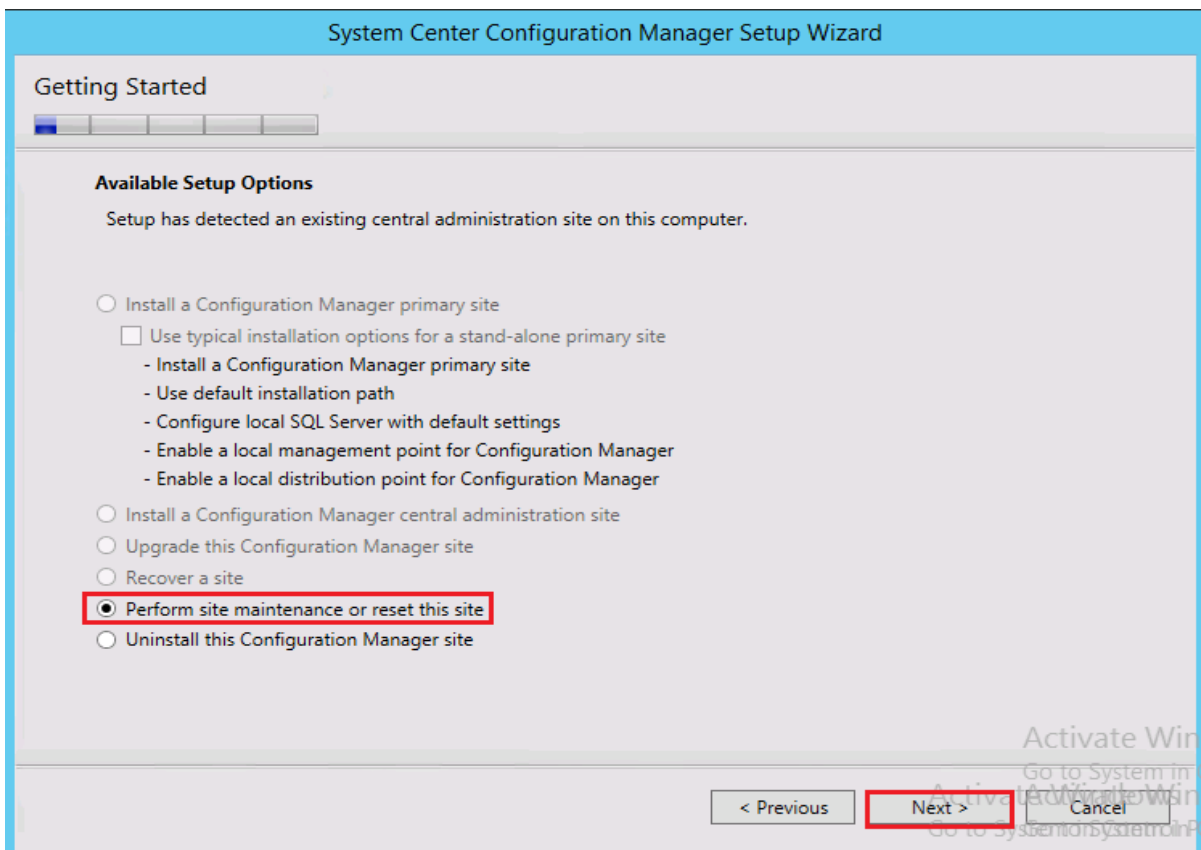 System Center Configuration Manager Setup Wizard
Getting Started
Available Setup Options
Setup has detected an existing central administration site on this computer.
Install a Configuration Manager primary site
Use typical installation options for a stand-alone primary site
- Install a Configuration Manager primary site
- Use default installation path
- Configure local SQL Server with default settings
- Enable a local management point for Configuration Manager
- Enable a local distribution point for Configuration Manager
Install a Configuration Manager central administration site
Upgrade this Configuration Manager site
Recover a site
Perform site maintenance or reset this site
Uninstall this Configuration Manager site
Activate Win
Go to System in
< Previous
Next >
Cancel